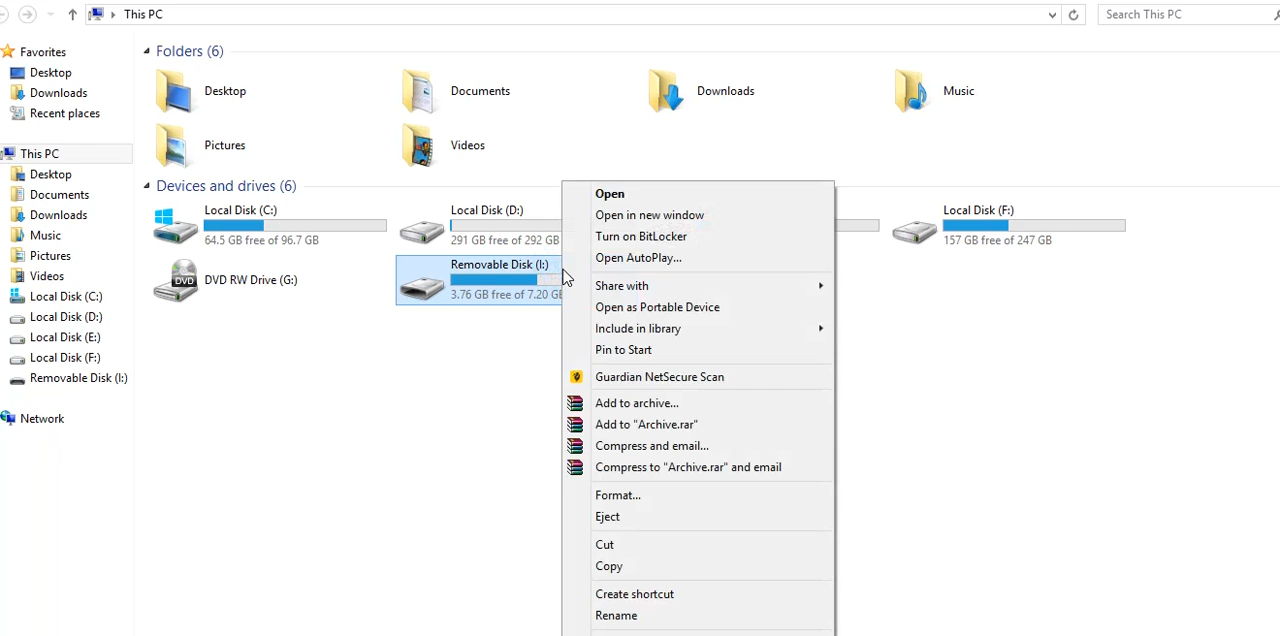 This PC
Search This PC
Favorites
Desktop
Downloads
Recent places
This PC
Desktop
Documents
Downloads
Music
Pictures
Videos
Local Disk (C:)
Local Disk (D:)
Local Disk (E:)
Local Disk (F:)
Removable Disk (I:)
Network
Folders (6)
Desktop
Documents
Downloads
Music
Pictures
Videos
Devices and drives (6)
Local Disk (C:)
64.5 GB free of 96.7 GB
Local Disk (D:)
291 GB free of 292 GB
Local Disk (F:)
157 GB free of 247 GB
DVD
DVD RW Drive (G:)
Removable Disk (I:)
3.76 GB free of 7.20 GB
Open
Open in new window
Turn on BitLocker
Open AutoPlay...
Share with
Open as Portable Device
Include in library
Pin to Start
Guardian NetSecure Scan
Add to archive...
Add to "Archive.rar"
Compress and email...
Compress to "Archive.rar" and email
Format...
Eject
Cut
Copy
Create shortcut
Rename